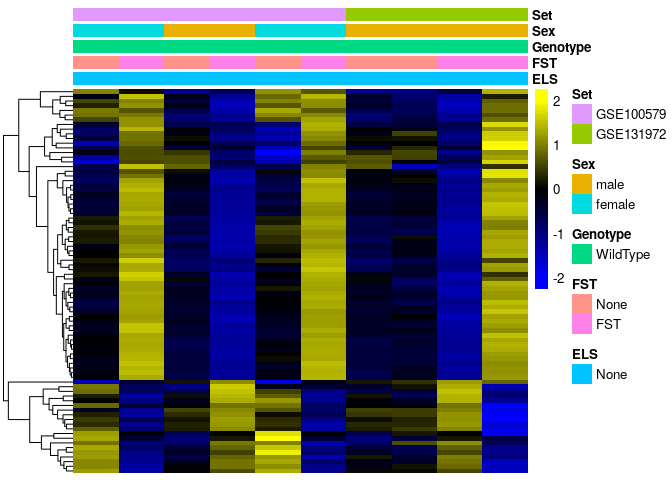 Set
Sex
Genotype
FST
ELS
2
1
0
-1
-2
Set
GSE100579
GSE131972
Sex
male
female
Genotype
WildType
FST
None
FST
ELS
None